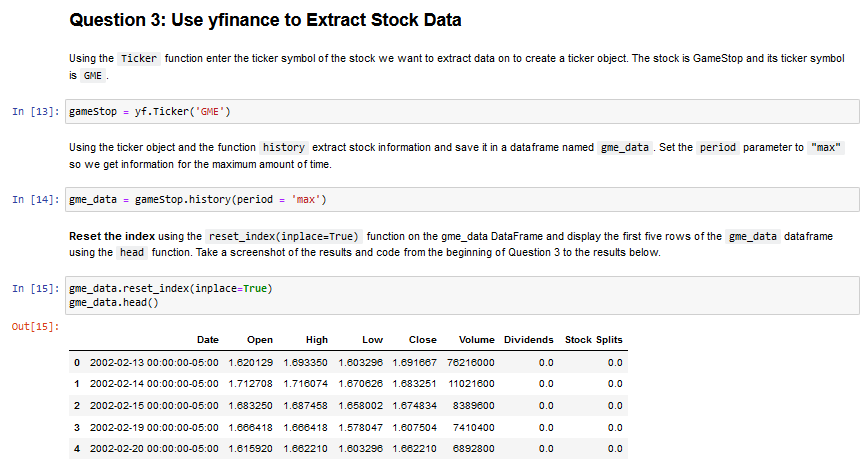 Question 3: Use yfinance to Extract Stock Data
Using the Ticker function enter the ticker symbol of the stock we want to extract data on to create a ticker object. The stock is GameStop and its ticker symbol
is GME .
In [13]: gameStop = yf.Ticker('GME')
Using the ticker object and the function history extract stock information and save it in a dataframe named gme_data . Set the period parameter to "max"
so we get information for the maximum amount of time.
In [14]: gme_data = gameStop.history(period = 'max')
Reset the index using the reset_index(inplace=True) function on the gme_data DataFrame and display the first five rows of the gme_data dataframe
using the head function. Take a screenshot of the results and code from the beginning of Question 3 to the results below.
In [15]: gme_data.reset_index(inplace=True)
gme_data.head()
Out[15]:
Date Open High Low Close Volume Dividends Stock Splits
0 2002-02-13 00:00:00-05:00 1.620129 1.693350 1.603296 1.691667 76216000 0.0 0.0
1 2002-02-14 00:00:00-05:00 1.712708 1.716074 1.670626 1.683251 11021600 0.0 0.0
2 2002-02-15 00:00:00-05:00 1.683250 1.687458 1.658002 1.674834 8389600 0.0 0.0
3 2002-02-19 00:00:00-05:00 1.666418 1.666418 1.578047 1.607504 7410400 0.0 0.0
4 2002-02-20 00:00:00-05:00 1.615920 1.662210 1.603296 1.662210 6892800 0.0 0.0